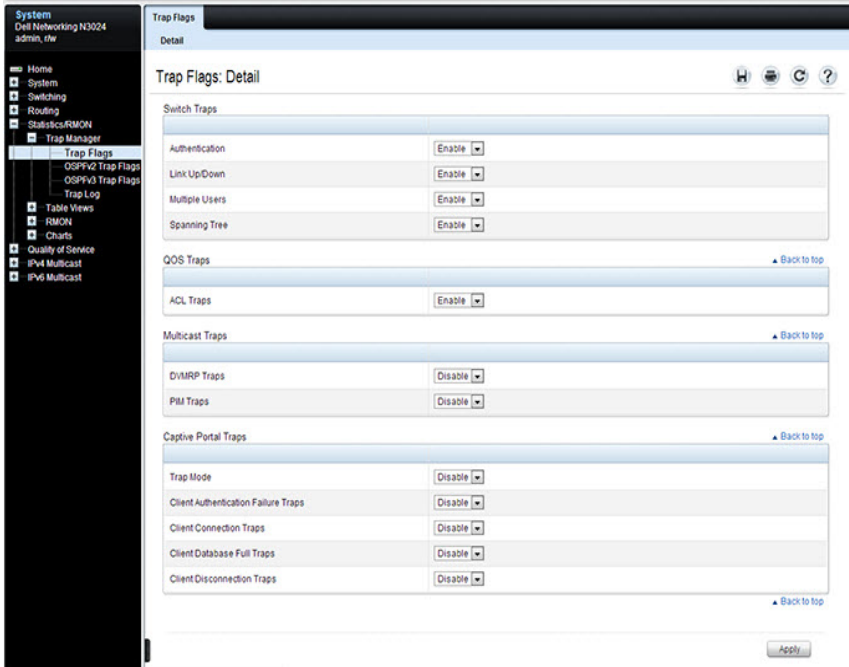 System
Dell Networking N3024
admin, r/w
Home
System
Switching
Routing
Statistics/RMON
Trap Manager
Trap Flags
OSPFv2 Trap Flags
OSPFv3 Trap Flags
Trap Log
Table Views
RMON
Charts
Quality of Service
IPv4 Multicast
IPv6 Multicast
Trap Flags
Detail
Trap Flags: Detail
?
Switch Traps
Authentication Enable
Link Up/Down Enable
Multiple Users Enable
Spanning Tree Enable
QOS Traps Back to top
ACL Traps Enable
Multicast Traps Back to top
DVMRP Traps Disable
PIM Traps Disable
Captive Portal Traps Back to top
Trap Mode Disable
Client Authentication Failure Traps Disable
Client Connection Traps Disable
Client Database Full Traps Disable
Client Disconnection Traps Disable
Back to top
Apply